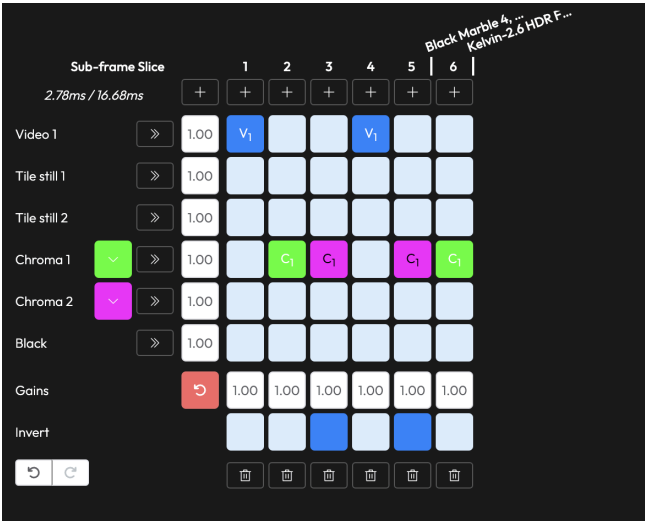 Black Marble 4, ...
Kelvin-2.6 HDR F...
Sub-frame Slice 1 2 3 4 5 6
2.78ms / 16.68ms + + + + + + +
Video 1 1.00 V1 V1
Tile still 1 1.00
Tile still 2 1.00
Chroma 1 1.00 C1 C1 C1 C1
Chroma 2 1.00
Black 1.00
Gains 1.00 1.00 1.00 1.00 1.00 1.00
Invert